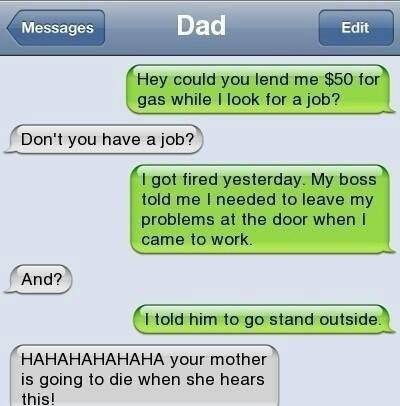 Messages Dad Edit
Hey could you lend me $50 for
gas while I look for a job?
Don't you have a job?
I got fired yesterday. My boss
told me I needed to leave my
problems at the door when I
came to work.
And?
I told him to go stand outside.
HAHAHAHAHAHA your mother
is going to die when she hears
this!